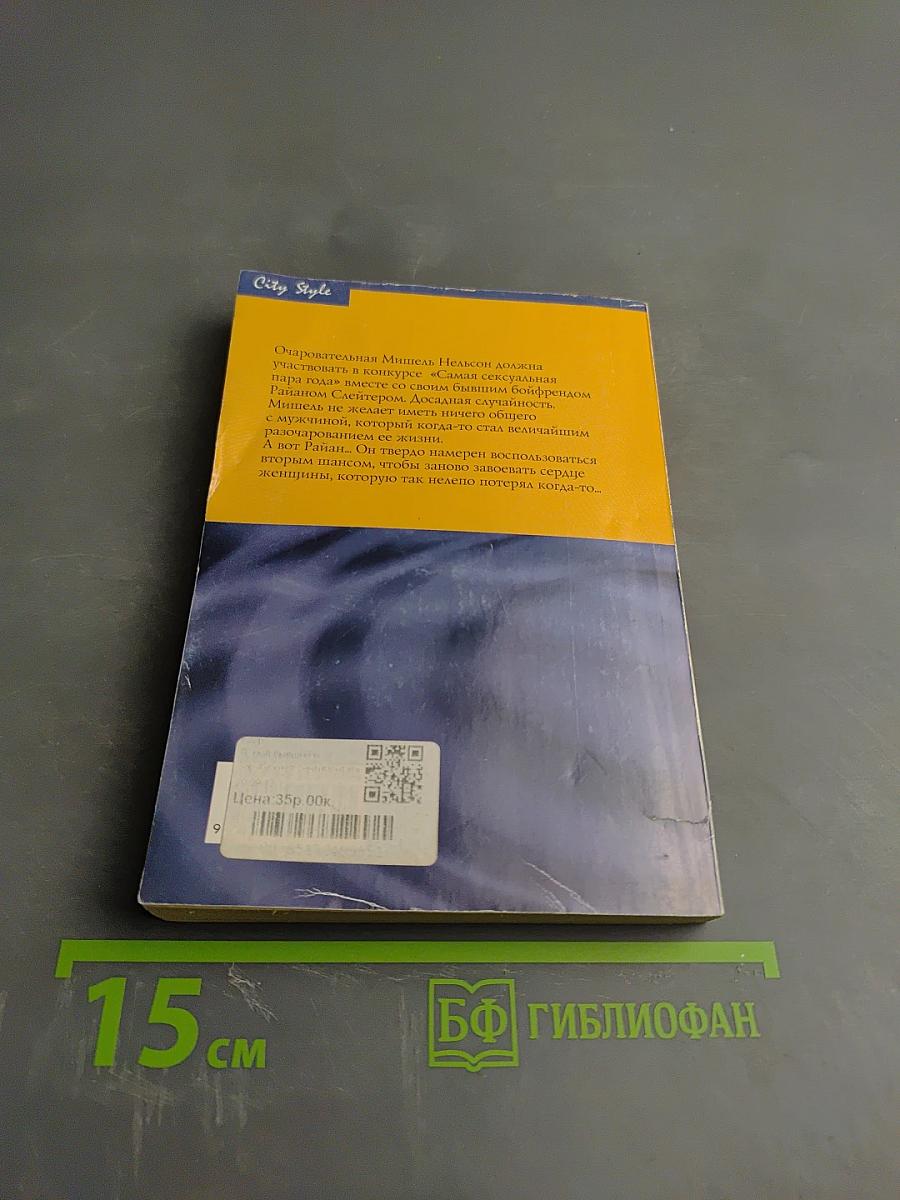 City Style
Очаровательная Мишель Нельсон должна
участвовать в конкурсе «Самая сексуальная
пара года» вместе со своим бывшим бойфрендом
Райаном Слейтером. Досадная случайность.
Мишель не желает иметь ничего общего
с мужчиной, который когда-то стал величайшим
разочарованием ее жизни.
А вот Райан... Он твердо намерен воспользоваться
вторым шансом, чтобы заново завоевать сердце
женщины, которую так нелепо потерял когда-то...
Цена:35р.00к.
9
15 см
БФ ГИБЛИОФАН